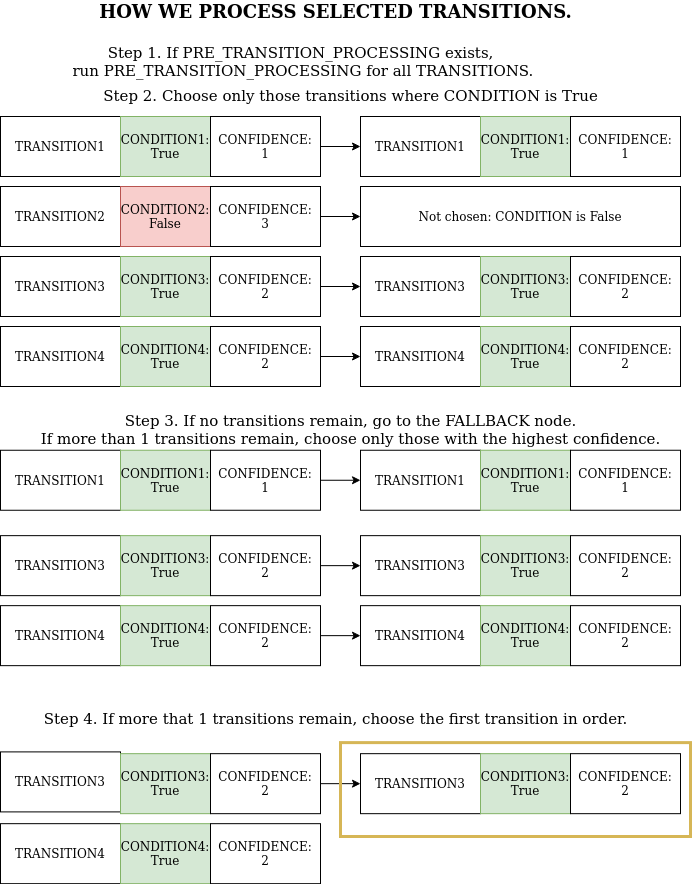 HOW WE PROCESS SELECTED TRANSITIONS.
Step 1. If PRE_TRANSITION_PROCESSING exists,
run PRE_TRANSITION_PROCESSING for all TRANSITIONS.
Step 2. Choose only those transitions where CONDITION is True
TRANSITION1
CONDITION1:
True
CONFIDENCE:
1
TRANSITION1
CONDITION1:
True
CONFIDENCE:
1
TRANSITION2
CONDITION2:
False
CONFIDENCE:
3
Not chosen: CONDITION is False
TRANSITION3
CONDITION3:
True
CONFIDENCE:
2
TRANSITION3
CONDITION3:
True
CONFIDENCE:
2
TRANSITION4
CONDITION4:
True
CONFIDENCE:
2
TRANSITION4
CONDITION4:
True
CONFIDENCE:
2
Step 3. If no transitions remain, go to the FALLBACK node.
If more than 1 transitions remain, choose only those with the highest confidence.
TRANSITION1
CONDITION1:
True
CONFIDENCE:
1
TRANSITION1
CONDITION1:
True
CONFIDENCE:
1
TRANSITION3
CONDITION3:
True
CONFIDENCE:
2
TRANSITION3
CONDITION3:
True
CONFIDENCE:
2
TRANSITION4
CONDITION4:
True
CONFIDENCE:
2
TRANSITION4
CONDITION4:
True
CONFIDENCE:
2
Step 4. If more that 1 transitions remain, choose the first transition in order.
TRANSITION3
CONDITION3:
True
CONFIDENCE:
2
TRANSITION3
CONDITION3:
True
CONFIDENCE:
2
TRANSITION4
CONDITION4:
True
CONFIDENCE:
2